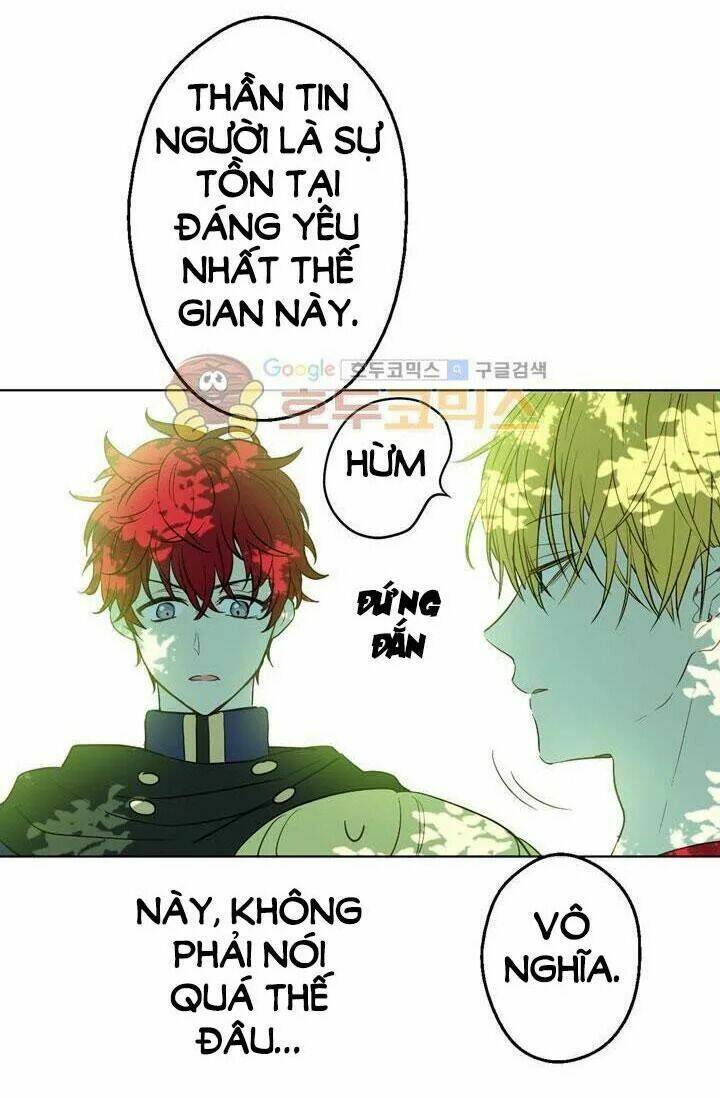 THẦN TIN
NGƯỜI LÀ SỰ
TỒN TẠI
ĐÁNG YÊU
NHẤT THẾ
GIAN NÀY.
Google 호두코믹스 구글검색
호두코믹스
HỪM
ĐỨNG
ĐẮN
NÀY, KHÔNG
PHẢI NÓI
QUÁ THẾ
ĐÂU...
VÔ
NGHĨA.